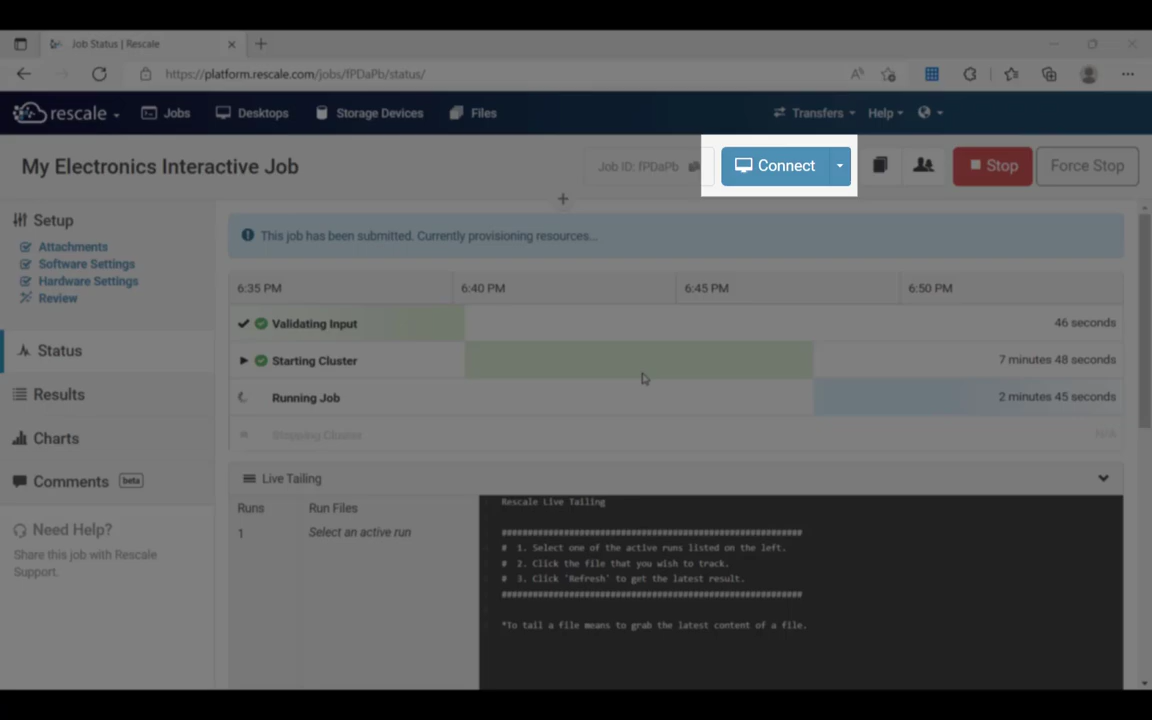 Job Status | Rescale
https://platform.rescale.com/jobs/fPDaPb/status/
rescale
Jobs
Desktops
Storage Devices
Files
Transfers
Help
My Electronics Interactive Job
Job ID: fPDaPb
Connect
Stop
Force Stop
Setup
Attachments
Software Settings
Hardware Settings
Review
Status
Results
Charts
Comments beta
Need Help?
Share this job with Rescale
Support.
This job has been submitted. Currently provisioning resources...
6:35 PM 6:40 PM 6:45 PM 6:50 PM
Validating Input 46 seconds
Starting Cluster 7 minutes 48 seconds
Running Job 2 minutes 45 seconds
Stopping Cluster N/A
Live Tailing
Runs Run Files
1 Select an active run
Rescale Live Tailing
##########################################################
# 1. Select one of the active runs listed on the left.
# 2. Click the file that you wish to track.
# 3. Click 'Refresh' to get the latest result.
##########################################################
*To tail a file means to grab the latest content of a file.